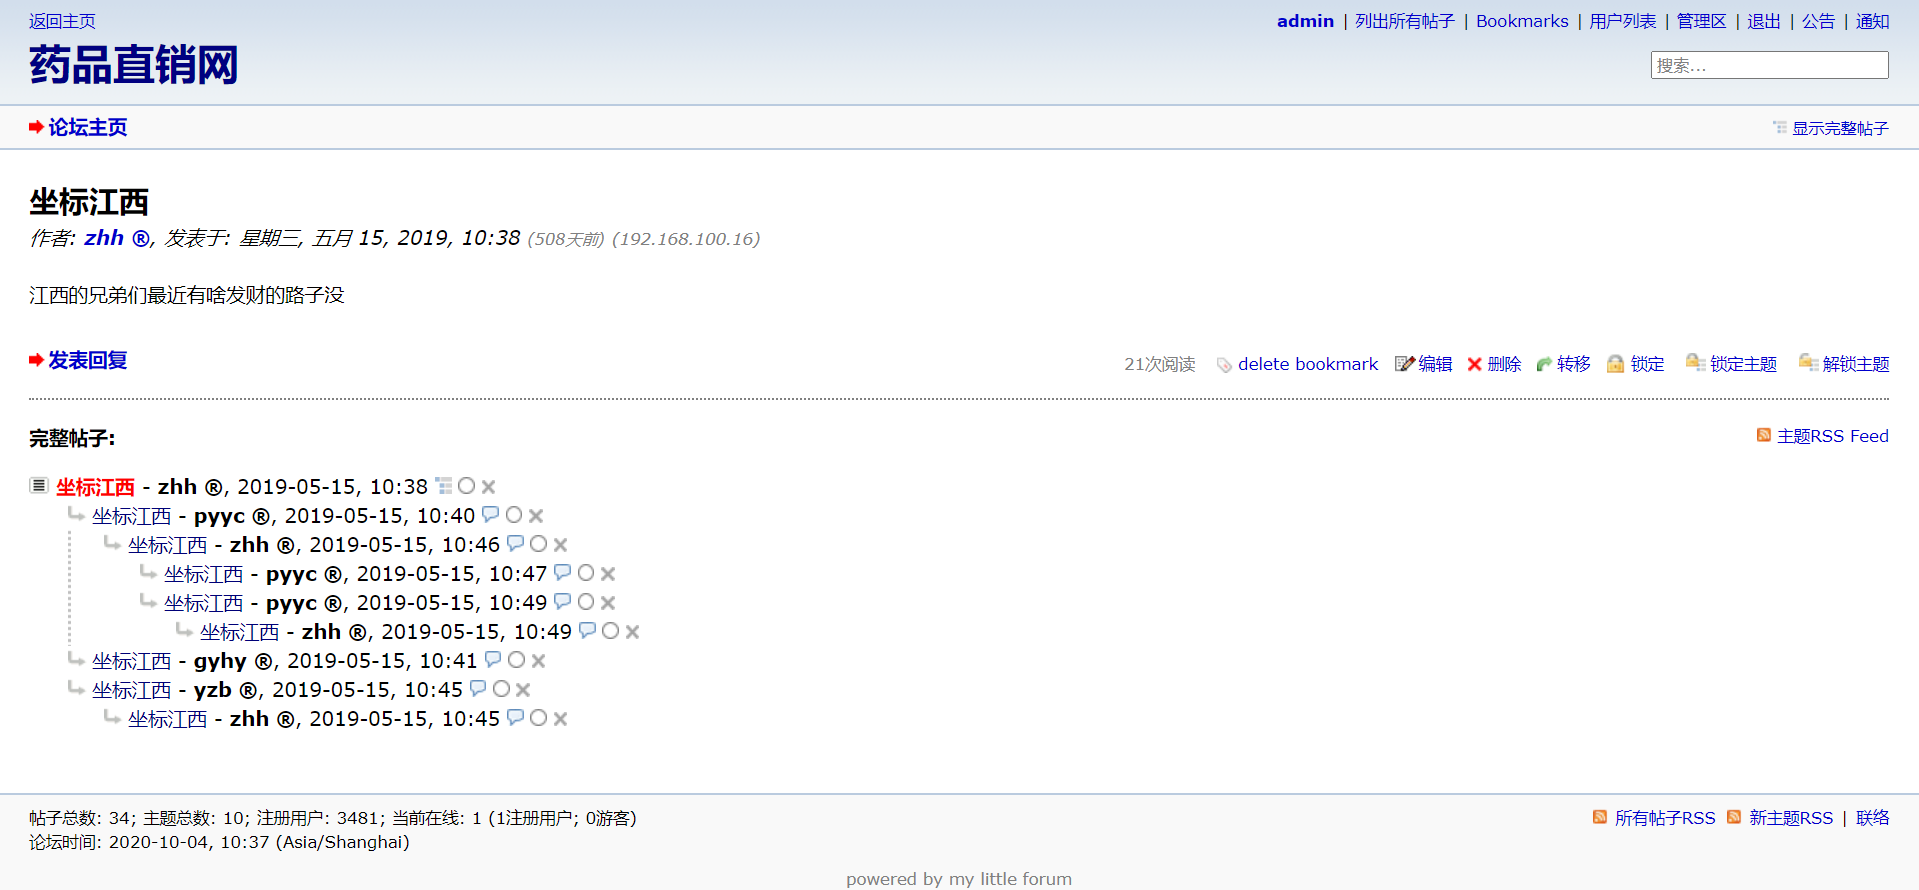 返回主页
admin | 列出所有帖子 | Bookmarks | 用户列表 | 管理区 | 退出 | 公告 | 通知
药品直销网
搜索...
论坛主页
显示完整帖子
坐标江西
作者: zhh ®, 发表于: 星期三, 五月 15, 2019, 10:38 (508天前) (192.168.100.16)
江西的兄弟们最近有啥发财的路子没
发表回复
21次阅读 delete bookmark 编辑 删除 转移 锁定 锁定主题 解锁主题
完整帖子:
主题RSS Feed
坐标江西 - zhh ®, 2019-05-15, 10:38
坐标江西 - pyyc ®, 2019-05-15, 10:40
坐标江西 - zhh ®, 2019-05-15, 10:46
坐标江西 - pyyc ®, 2019-05-15, 10:47
坐标江西 - pyyc ®, 2019-05-15, 10:49
坐标江西 - zhh ®, 2019-05-15, 10:49
坐标江西 - gyhy ®, 2019-05-15, 10:41
坐标江西 - yzb ®, 2019-05-15, 10:45
坐标江西 - zhh ®, 2019-05-15, 10:45
帖子总数: 34; 主题总数: 10; 注册用户: 3481; 当前在线: 1 (1注册用户; 0游客)
所有帖子RSS 新主题RSS | 联络
论坛时间: 2020-10-04, 10:37 (Asia/Shanghai)
powered by my little forum